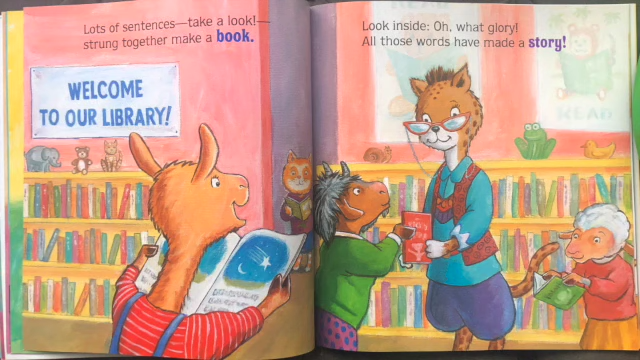 Lots of sentences—take a look!—
strung together make a book.
WELCOME
TO OUR LIBRARY!
Look inside: Oh, what glory!
All those words have made a story!
READ
READ